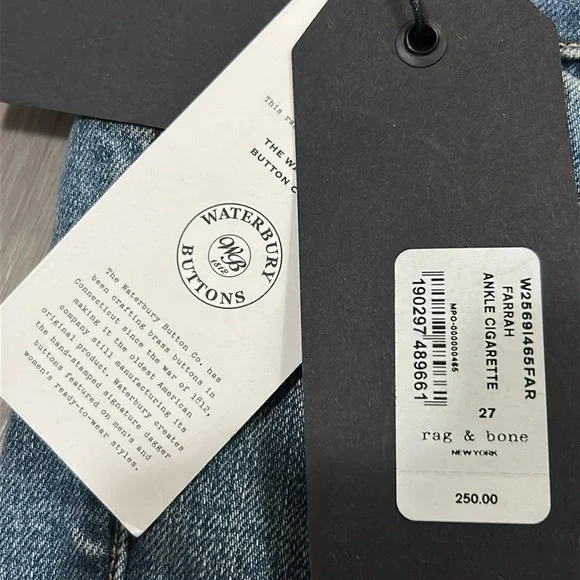 This
THE
BUTTON
WATERBURY
WB
1812
BUTTONS
The Waterbury Button Co. has
been crafting brass buttons in
Connecticut since the war of 1812,
making it the oldest American
company still manufacturing its
original product. Waterbury creates
the hand-stamped signature dagger
buttons featured on men's and
women's ready-to-wear styles.
W2569I465FAR
FARRAH
ANKLE CIGARETTE
MPO-000000465
190297 489661
27
rag & bone
NEW YORK
250.00